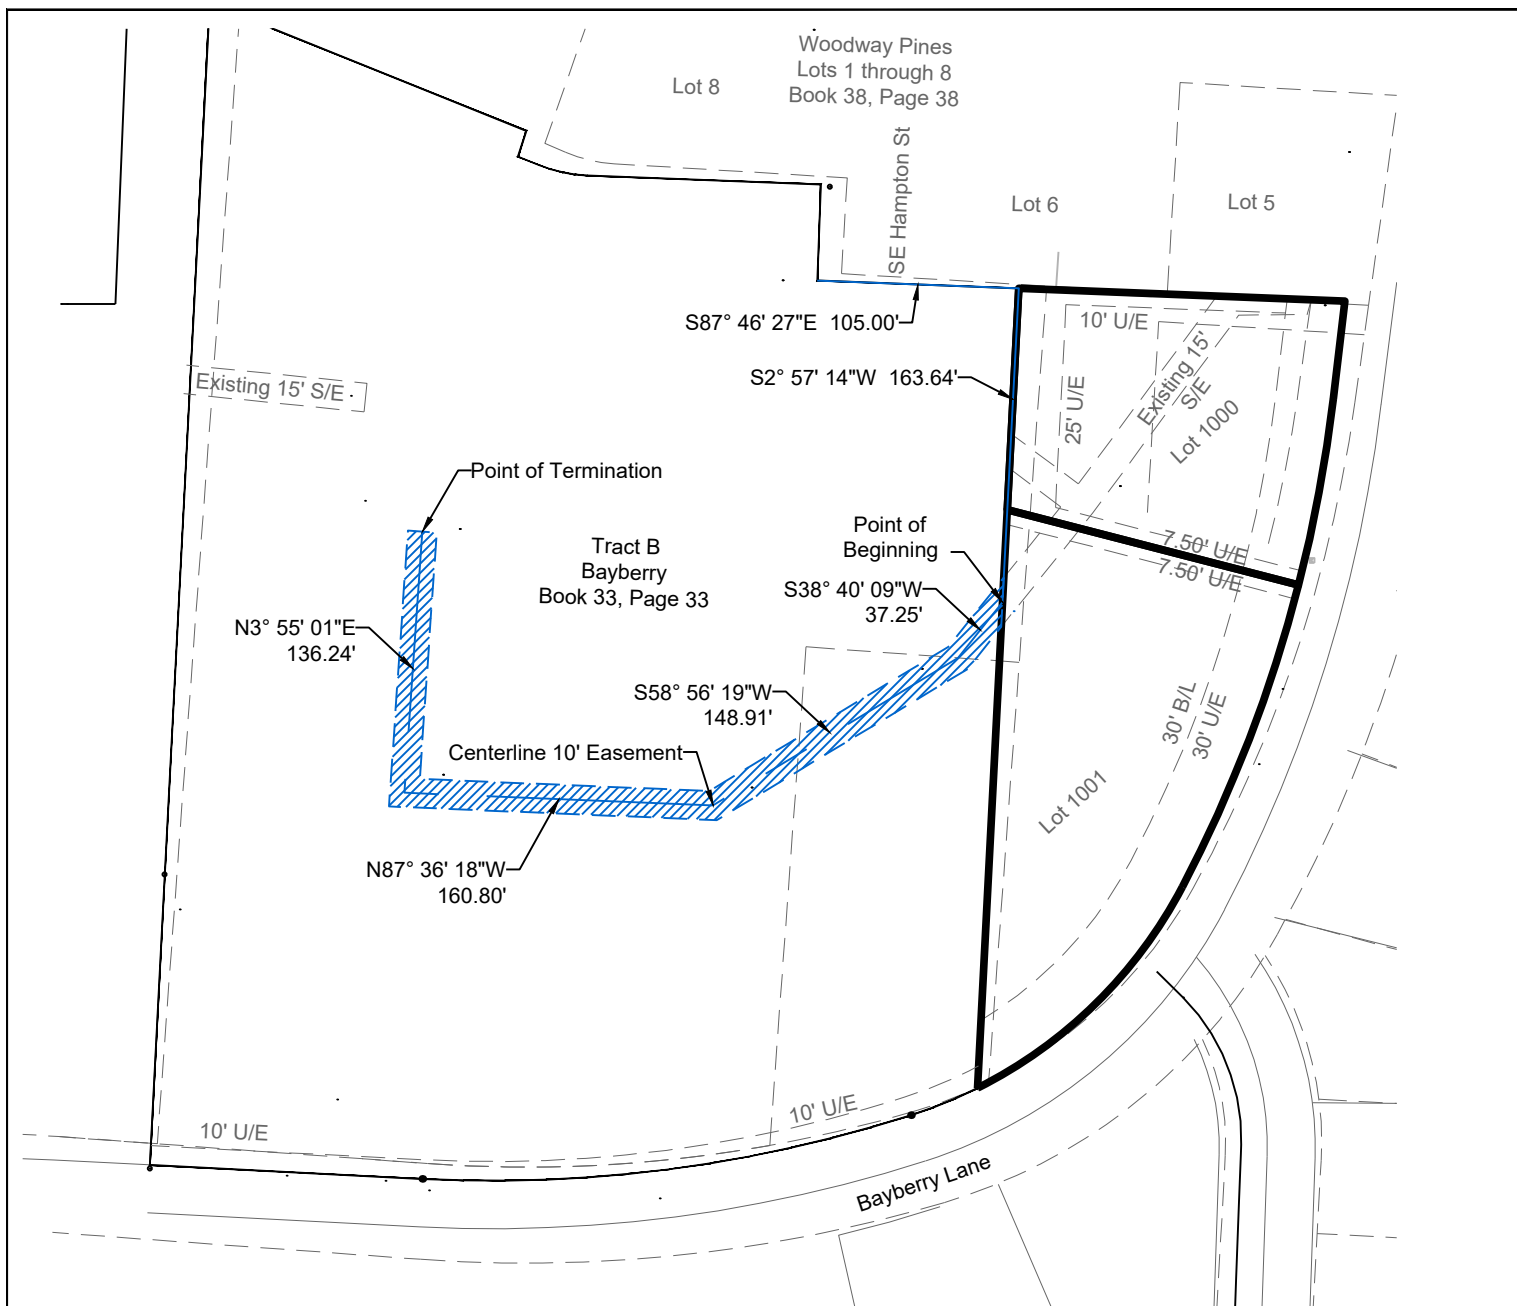 Woodway Pines
Lots 1 through 8
Book 38, Page 38
Lot 8
SE Hampton St
Lot 6
Lot 5
S87° 46' 27"E 105.00'
10' U/E
S2° 57' 14"W 163.64'
Existing 15'
S/E
25' U/E
Lot 1000
Existing 15' S/E
Point of Termination
Tract B
Bayberry
Book 33, Page 33
Point of
Beginning
7.50' U/E
7.50' U/E
S38° 40' 09"W
37.25'
N3° 55' 01"E
136.24'
S58° 56' 19"W
148.91'
30' B/L
30' U/E
Centerline 10' Easement
Lot 1001
N87° 36' 18"W
160.80'
10' U/E
10' U/E
Bayberry Lane